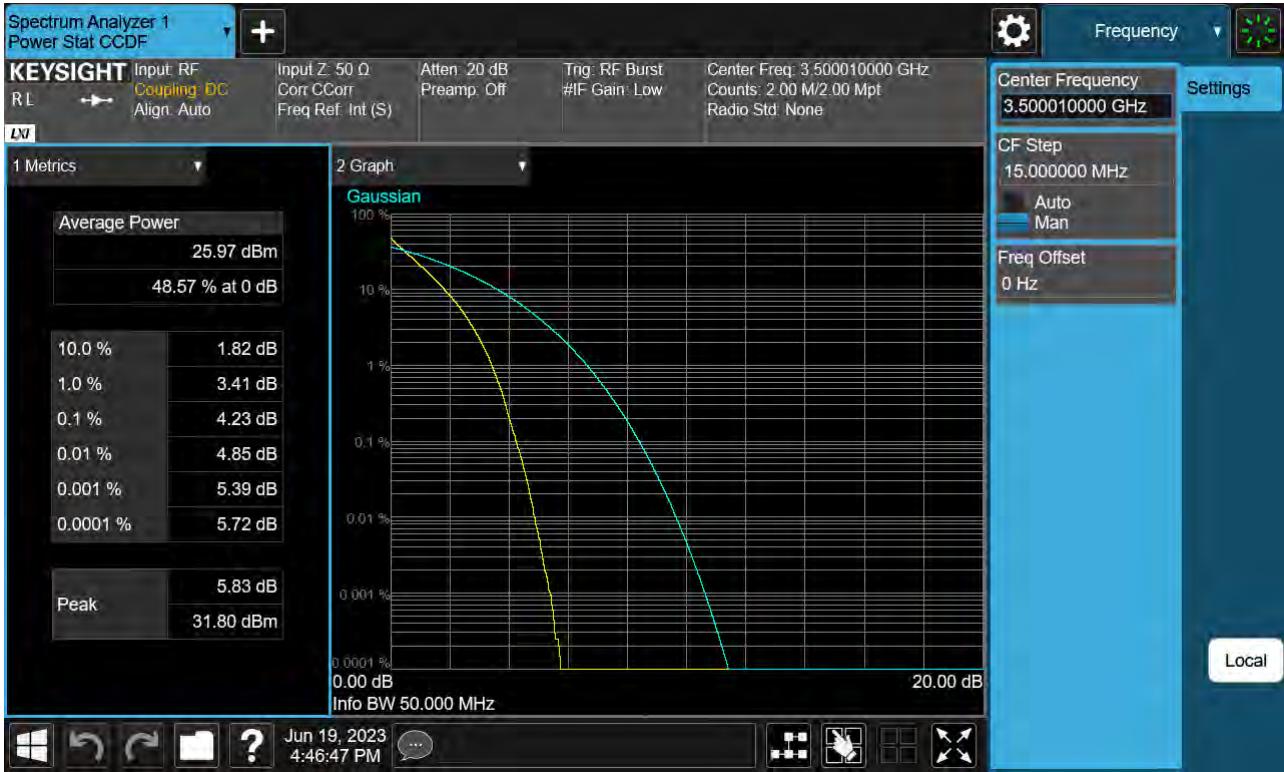 Spectrum Analyzer 1
Power Stat CCDF
Frequency
KEYSIGHT
R L
LXI
Input: RF
Coupling: DC
Align: Auto
Input Z: 50 Ω
Corr CCorr
Freq Ref: Int (S)
Atten: 20 dB
Preamp: Off
Trig: RF Burst
#IF Gain: Low
Center Freq: 3.500010000 GHz
Counts: 2.00 M/2.00 Mpt
Radio Std: None
1 Metrics
Average Power
25.97 dBm
48.57 % at 0 dB
10.0 % 1.82 dB
1.0 % 3.41 dB
0.1 % 4.23 dB
0.01 % 4.85 dB
0.001 % 5.39 dB
0.0001 % 5.72 dB
Peak
5.83 dB
31.80 dBm
2 Graph
Gaussian
100 %
10 %
1 %
0.1 %
0.01 %
0.001 %
0.0001 %
0.00 dB 20.00 dB
Info BW 50.000 MHz
Center Frequency
3.500010000 GHz
CF Step
15.000000 MHz
Auto
Man
Freq Offset
0 Hz
Settings
Local
?
Jun 19, 2023
4:46:47 PM